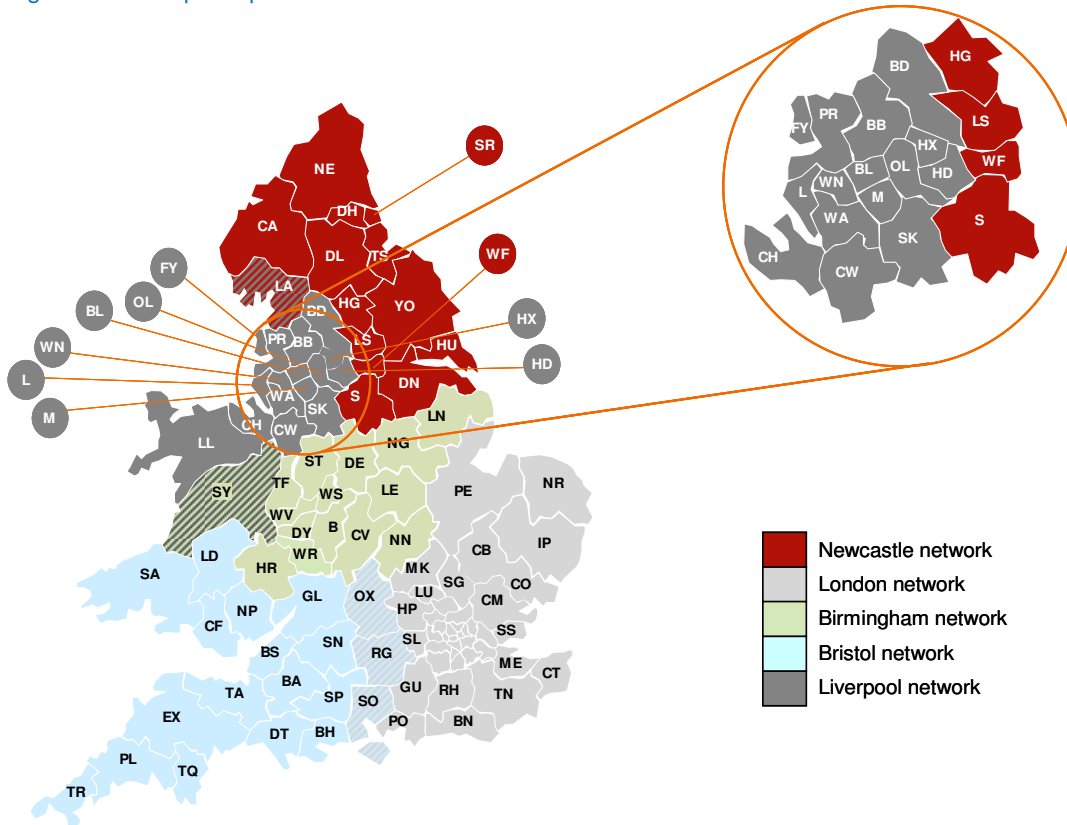 HG
BD
PR
FY
BB
LS
HX
WF
OL
BL
HD
WN
L
M
S
WA
SK
CH
CW
NE
SR
DH
CA
DL
TS
WF
FY
LA
OL
HG
YO
BL
BD
HX
PR
BB
LS
HU
WN
HD
L
DN
WA
S
M
SK
LN
CH
CW
LL
NG
ST
DE
SY
TF
WS
LE
PE
NR
WV
DY
B
CV
NN
IP
LD
WR
CB
SA
HR
MK
SG
CO
GL
OX
LU
HP
CM
NP
CF
SN
SL
SS
BS
RG
ME
CT
BA
GU
RH
TN
TA
SP
SO
EX
PO
BN
DT
BH
PL
TQ
TR
Newcastle network
London network
Birmingham network
Bristol network
Liverpool network